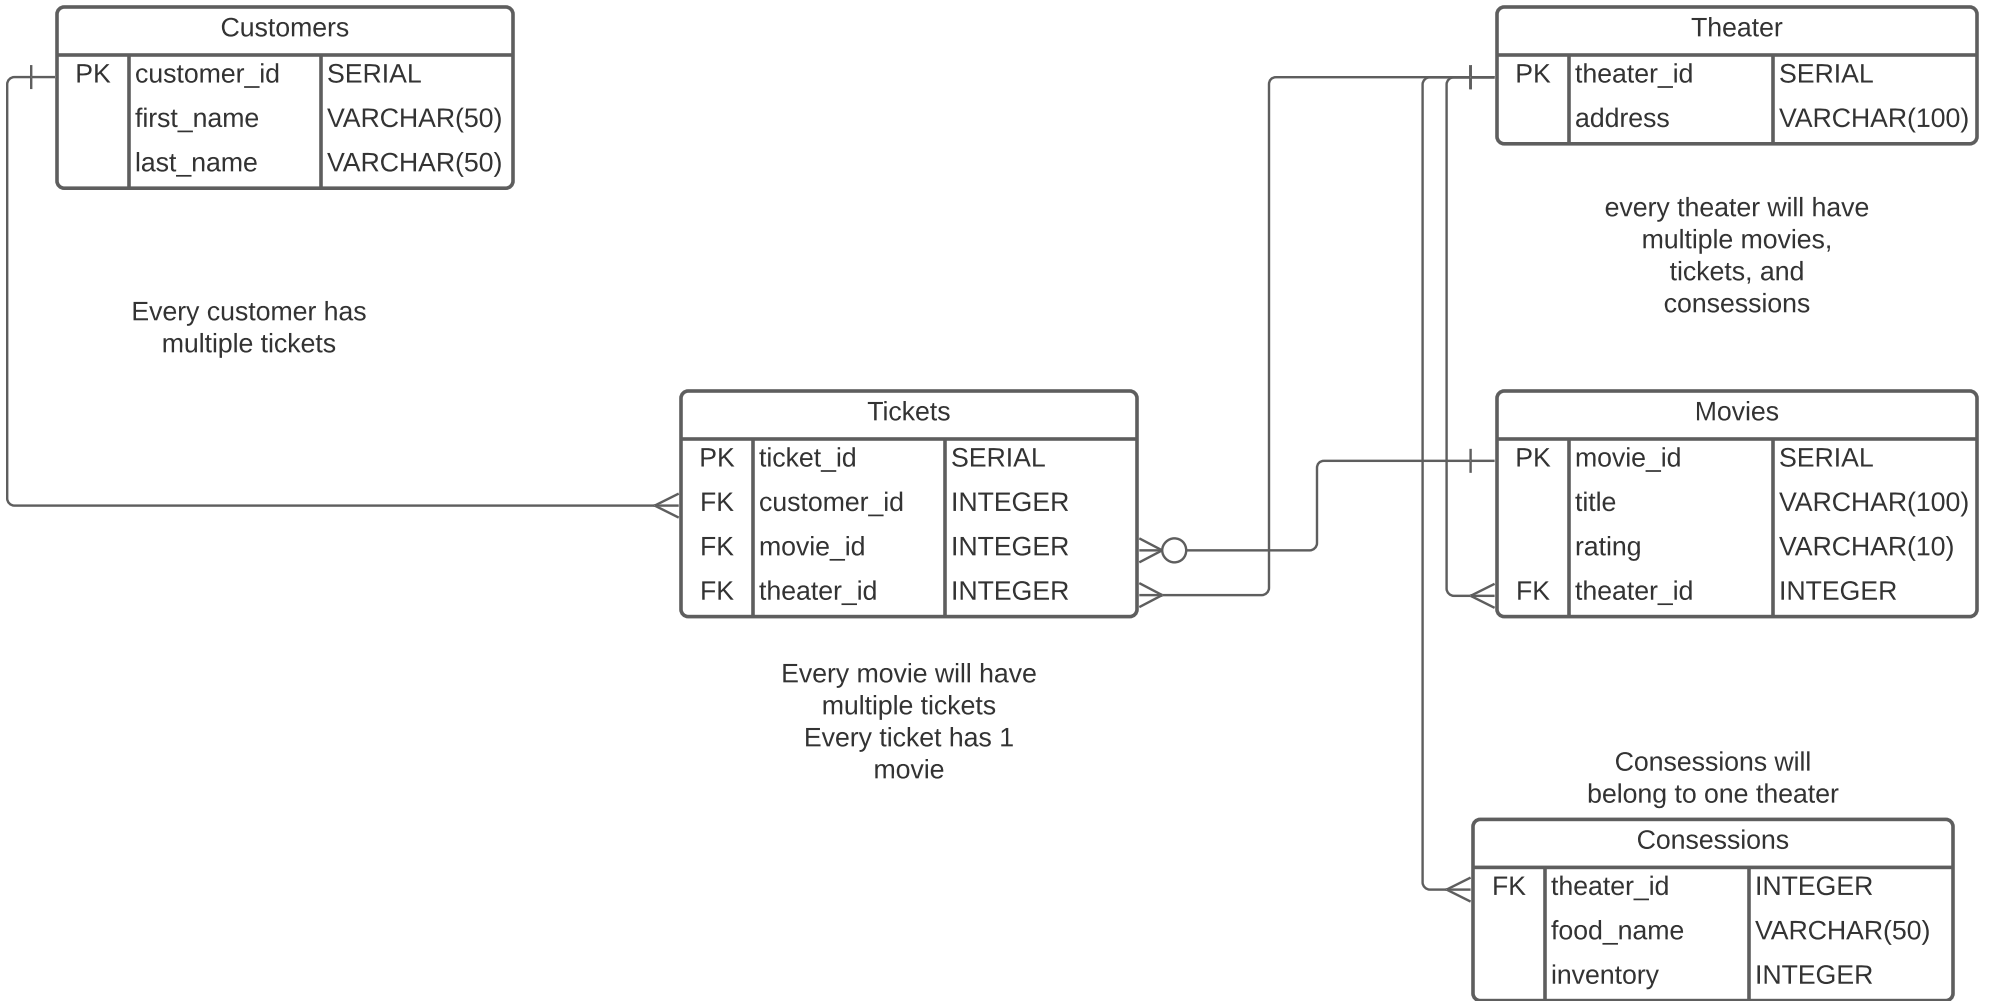 Customers
PK customer_id SERIAL
first_name VARCHAR(50)
last_name VARCHAR(50)
Every customer has
multiple tickets
Theater
PK theater_id SERIAL
address VARCHAR(100)
every theater will have
multiple movies,
tickets, and
consessions
Tickets
PK ticket_id SERIAL
FK customer_id INTEGER
FK movie_id INTEGER
FK theater_id INTEGER
Every movie will have
multiple tickets
Every ticket has 1
movie
Movies
PK movie_id SERIAL
title VARCHAR(100)
rating VARCHAR(10)
FK theater_id INTEGER
Consessions will
belong to one theater
Consessions
FK theater_id INTEGER
food_name VARCHAR(50)
inventory INTEGER